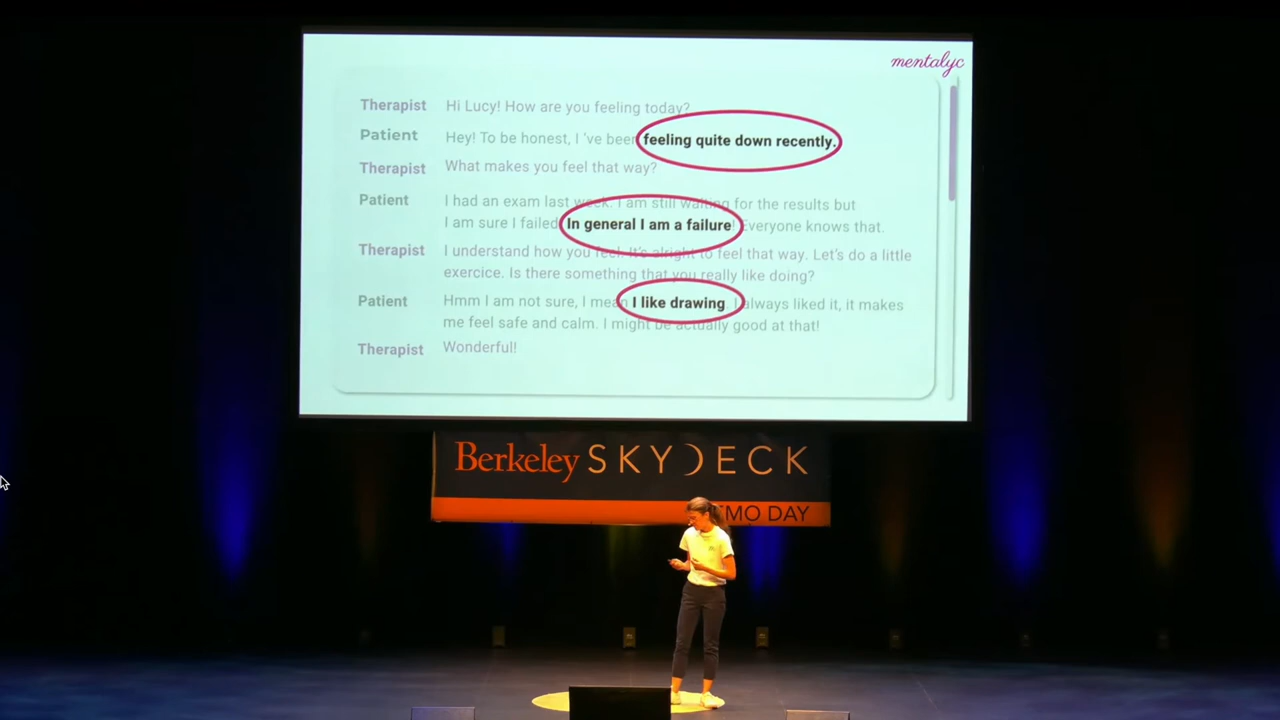 mentalyc
Therapist Hi Lucy! How are you feeling today?
Patient Hey! To be honest, I 've been feeling quite down recently.
Therapist What makes you feel that way?
Patient I had an exam last week. I am still waiting for the results but
I am sure I failed! In general I am a failure! Everyone knows that.
Therapist I understand how you feel. It's alright to feel that way. Let's do a little
exercice. Is there something that you really like doing?
Patient Hmm I am not sure, I mean I like drawing, I always liked it, it makes
me feel safe and calm. I might be actually good at that!
Therapist Wonderful!
Berkeley SKYDECK
MO DAY